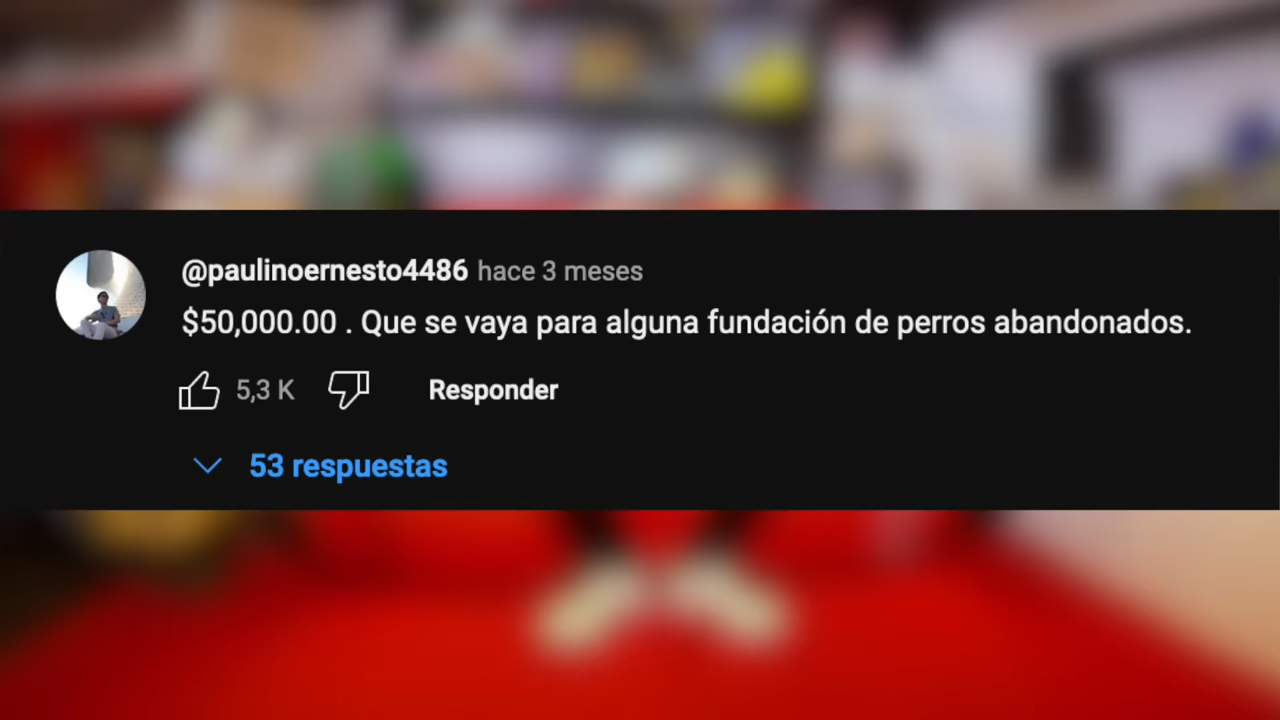 @paulinoernesto4486 hace 3 meses
$50,000.00 . Que se vaya para alguna fundación de perros abandonados.
5,3 K Responder
53 respuestas